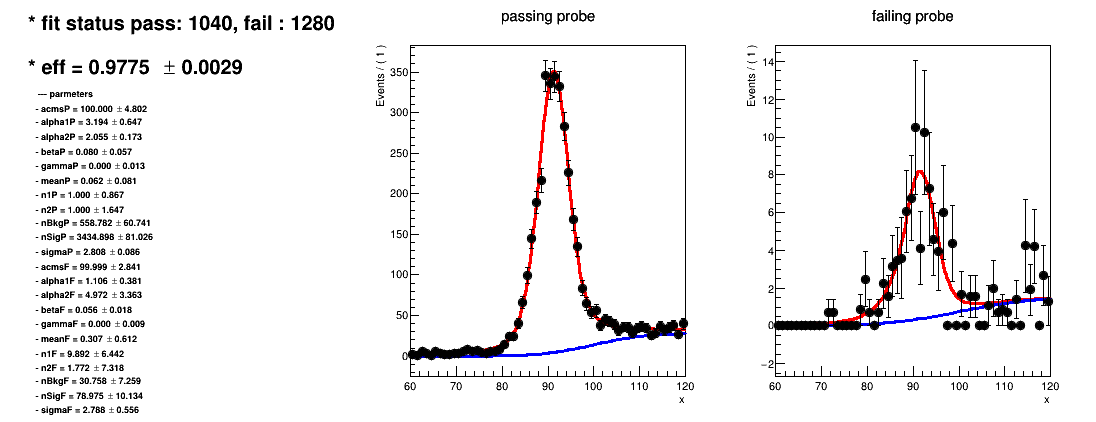 * fit status pass: 1040, fail : 1280
* eff = 0.9775 ± 0.0029
--- parmeters
- acmsP = 100.000 ± 4.802
- alpha1P = 3.194 ± 0.647
- alpha2P = 2.055 ± 0.173
- betaP = 0.080 ± 0.057
- gammaP = 0.000 ± 0.013
- meanP = 0.062 ± 0.081
- n1P = 1.000 ± 0.867
- n2P = 1.000 ± 1.647
- nBkgP = 558.782 ± 60.741
- nSigP = 3434.898 ± 81.026
- sigmaP = 2.808 ± 0.086
- acmsF = 99.999 ± 2.841
- alpha1F = 1.106 ± 0.381
- alpha2F = 4.972 ± 3.363
- betaF = 0.056 ± 0.018
- gammaF = 0.000 ± 0.009
- meanF = 0.307 ± 0.612
- n1F = 9.892 ± 6.442
- n2F = 1.772 ± 7.318
- nBkgF = 30.758 ± 7.259
- nSigF = 78.975 ± 10.134
- sigmaF = 2.788 ± 0.556
passing probe
Events / ( 1 )
350
300
250
200
150
100
50
0
60 70 80 90 100 110 120
x
failing probe
Events / ( 1 )
14
12
10
8
6
4
2
0
−2
60 70 80 90 100 110 120
x